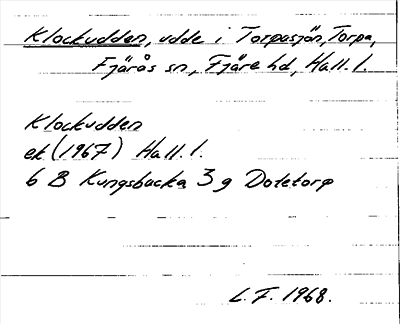 Klockudden, udde i Torpasjön, Torpa,
Fjärås sn, Fjäre hd, Hall. l.
Klockudden
ek (1967) Hall. l.
6 B Kungsbacka 3 g Dotetorp
L. F. 1968.